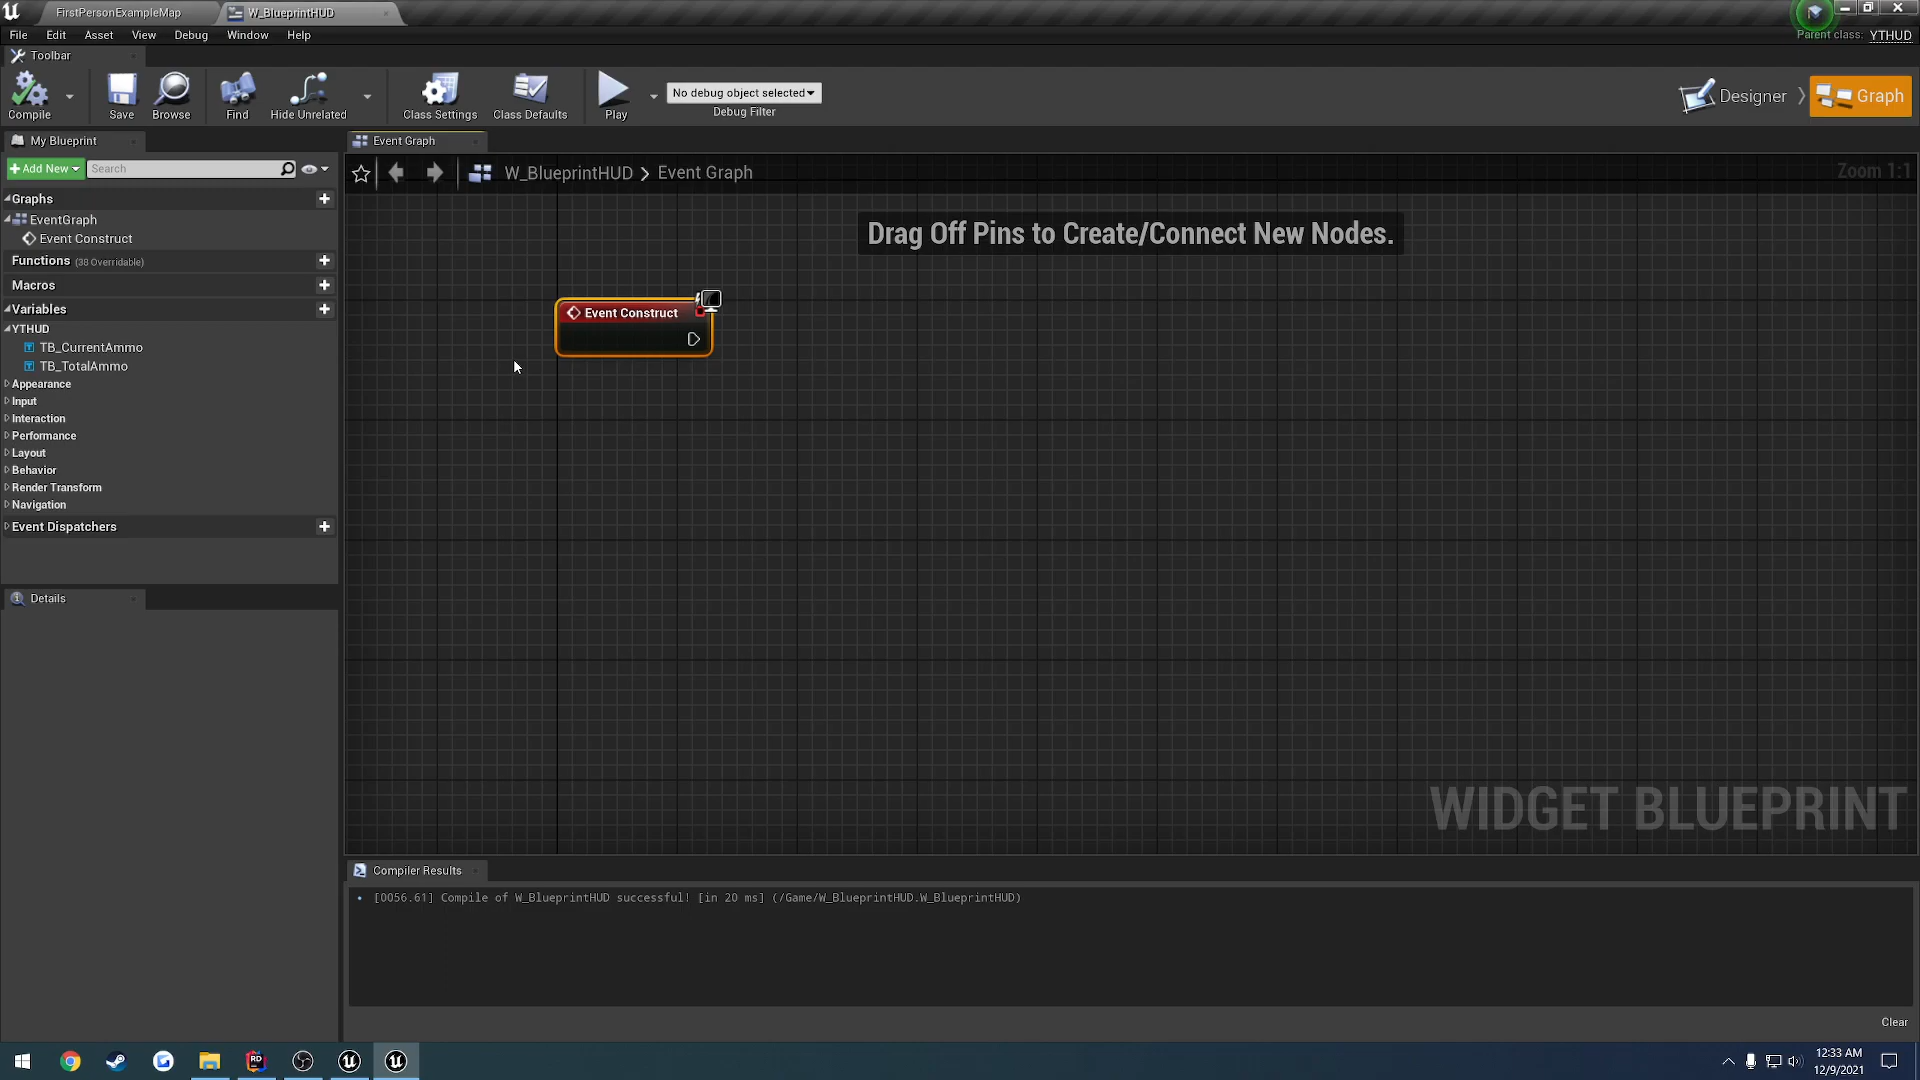 FirstPersonExampleMap
W_BlueprintHUD
File Edit Asset View Debug Window Help
Parent class: YTHUD
Toolbar
Compile
Save
Browse
Find
Hide Unrelated
Class Settings
Class Defaults
Play
No debug object selected
Debug Filter
Designer
Graph
My Blueprint
Event Graph
Add New
Search
W_BlueprintHUD > Event Graph
Zoom 1:1
Graphs
EventGraph
Event Construct
Functions (38 Overridable)
Macros
Variables
YTHUD
TB_CurrentAmmo
TB_TotalAmmo
Appearance
Input
Interaction
Performance
Layout
Behavior
Render Transform
Navigation
Event Dispatchers
Details
Drag Off Pins to Create/Connect New Nodes.
Event Construct
WIDGET BLUEPRINT
Compiler Results
[0056.61] Compile of W_BlueprintHUD successful! [in 20 ms] (/Game/W_BlueprintHUD.W_BlueprintHUD)
Clear
RD
12:33 AM
12/9/2021